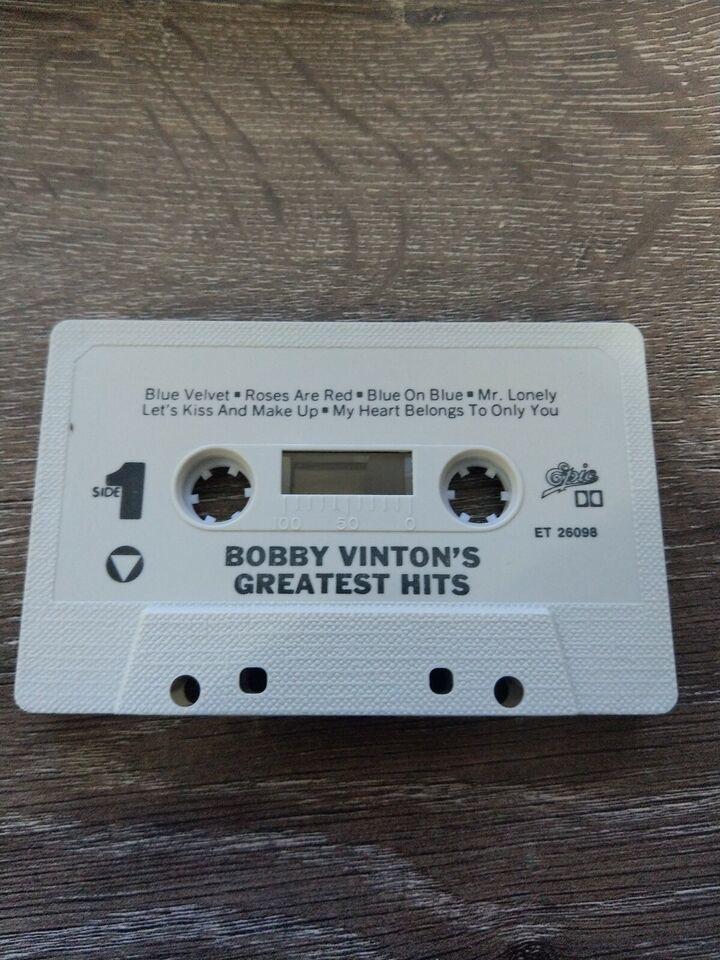 Blue Velvet ▪ Roses Are Red ▪ Blue On Blue ▪ Mr. Lonely
Let's Kiss And Make Up ▪ My Heart Belongs To Only You
SIDE 1
Epic
100 50 0
ET 26098
BOBBY VINTON'S
GREATEST HITS